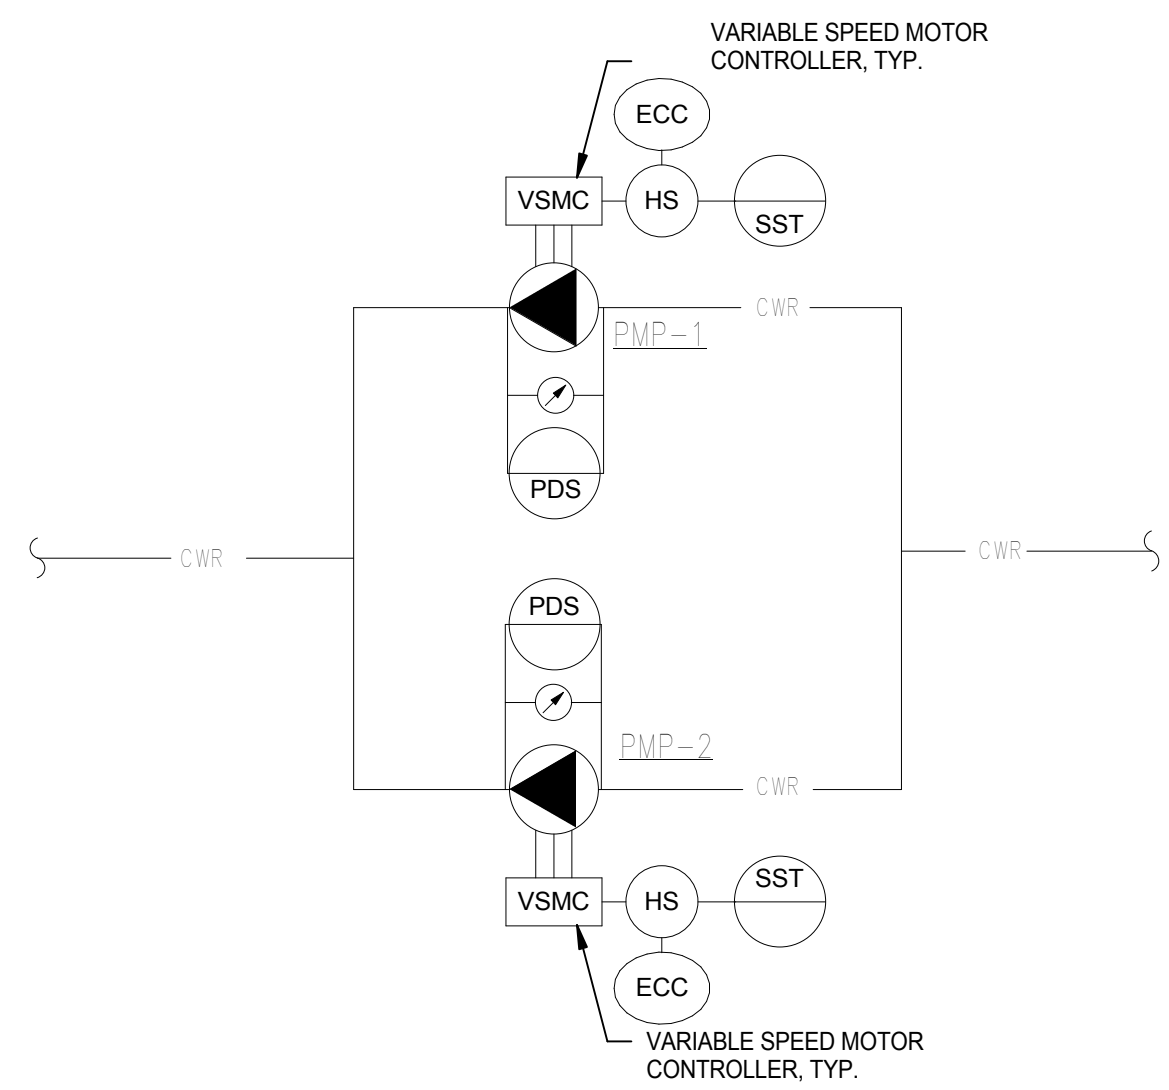 VARIABLE SPEED MOTOR
CONTROLLER, TYP.
ECC
VSMC
HS
SST
CWR
PMP-1
PDS
CWR
CWR
PDS
PMP-2
CWR
VSMC
HS
SST
ECC
VARIABLE SPEED MOTOR
CONTROLLER, TYP.